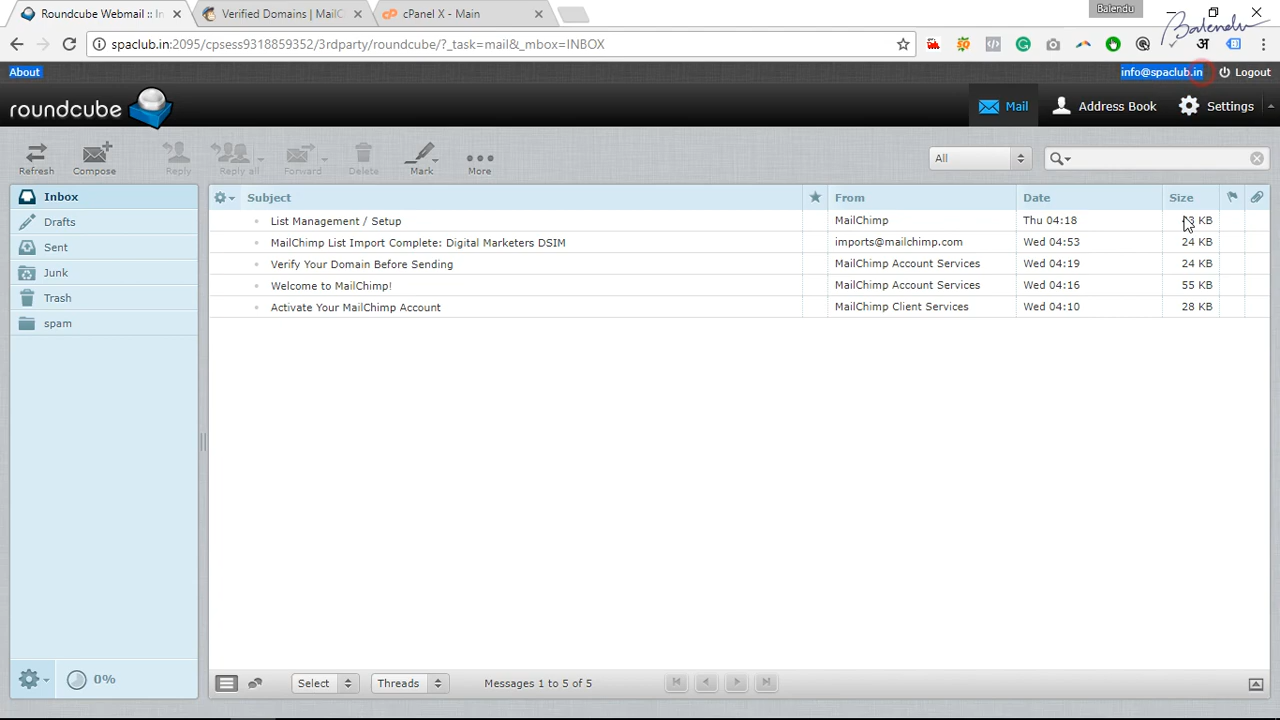 Roundcube Webmail :: In
Verified Domains | MailC
cPanel X - Main
Balendu
Balendu
spaclub.in:2095/cpsess9316859352/3rdparty/roundcube/?_task=mail&_mbox=INBOX
अ
About
info@spaclub.in
Logout
roundcube
Mail
Address Book
Settings
Refresh
Compose
Reply
Reply all
Forward
Delete
Mark
More
All
Inbox
Drafts
Sent
Junk
Trash
spam
Subject From Date Size
List Management / Setup MailChimp Thu 04:18 KB
MailChimp List Import Complete: Digital Marketers DSIM imports@mailchimp.com Wed 04:53 24 KB
Verify Your Domain Before Sending MailChimp Account Services Wed 04:19 24 KB
Welcome to MailChimp! MailChimp Account Services Wed 04:16 55 KB
Activate Your MailChimp Account MailChimp Client Services Wed 04:10 28 KB
0%
Select
Threads
Messages 1 to 5 of 5